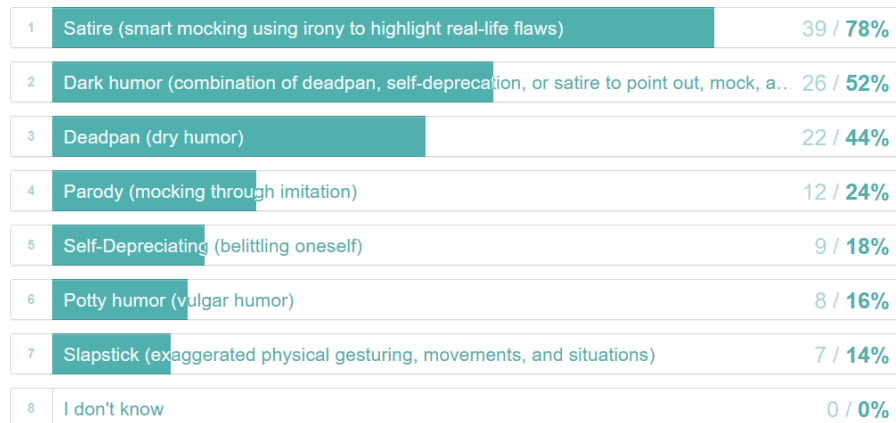 1 Satire (smart mocking using irony to highlight real-life flaws) 39 / 78%
2 Dark humor (combination of deadpan, self-deprecation, or satire to point out, mock, a... 26 / 52%
3 Deadpan (dry humor) 22 / 44%
4 Parody (mocking through imitation) 12 / 24%
5 Self-Depreciating (belittling oneself) 9 / 18%
6 Potty humor (vulgar humor) 8 / 16%
7 Slapstick (exaggerated physical gesturing, movements, and situations) 7 / 14%
8 I don't know 0 / 0%